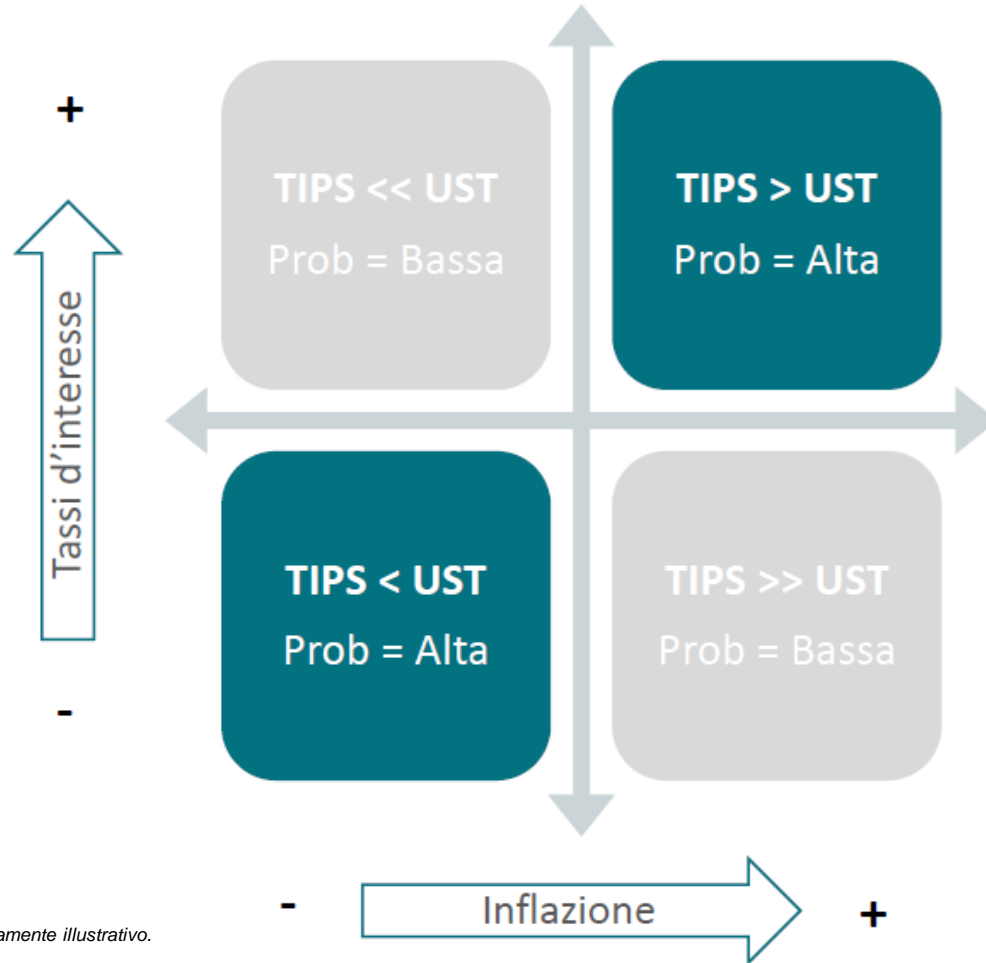 +
TIPS << UST
Prob = Bassa
TIPS > UST
Prob = Alta
Tassi d'interesse
TIPS < UST
Prob = Alta
TIPS >> UST
Prob = Bassa
-
-
Inflazione
+
illustrativo.